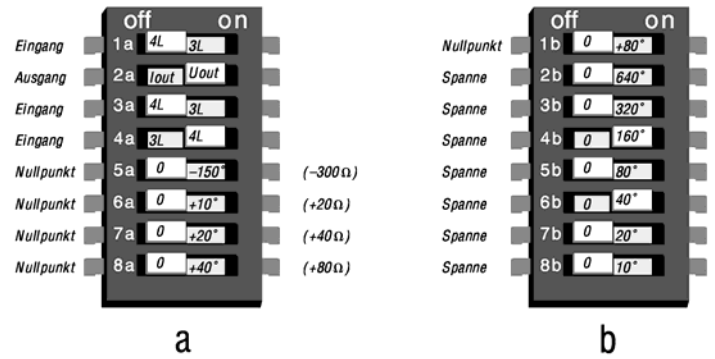 off on
Eingang 1a 4L 3L
Ausgang 2a Iout Uout
Eingang 3a 4L 3L
Eingang 4a 3L 4L
Nullpunkt 5a 0 –150° (–300Ω)
Nullpunkt 6a 0 +10° (+20Ω)
Nullpunkt 7a 0 +20° (+40Ω)
Nullpunkt 8a 0 +40° (+80Ω)
a
off on
Nullpunkt 1b 0 +80°
Spanne 2b 0 640°
Spanne 3b 0 320°
Spanne 4b 0 160°
Spanne 5b 0 80°
Spanne 6b 0 40°
Spanne 7b 0 20°
Spanne 8b 0 10°
b